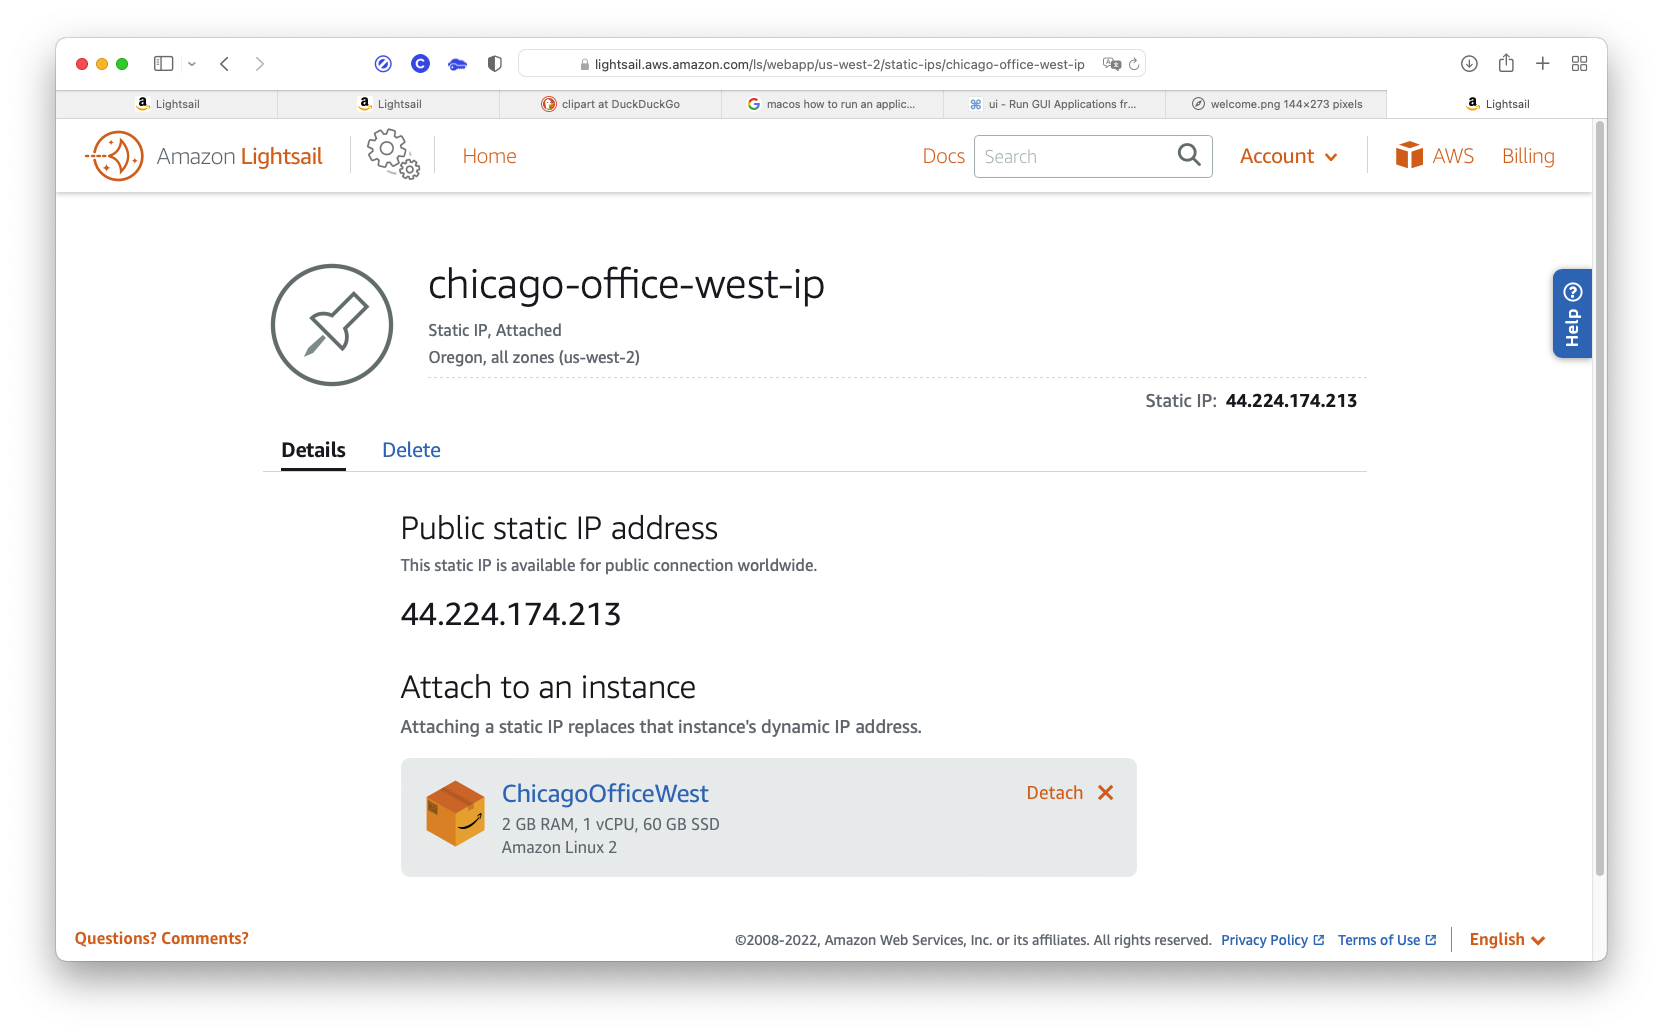 lightsail.aws.amazon.com/ls/webapp/us-west-2/static-ips/chicago-office-west-ip
Lightsail
Lightsail
clipart at DuckDuckGo
macos how to run an applic...
ui - Run GUI Applications fr...
welcome.png 144×273 pixels
Lightsail
Amazon Lightsail
Home
Docs
Search
Account
AWS
Billing
chicago-office-west-ip
Static IP, Attached
Oregon, all zones (us-west-2)
Static IP: 44.224.174.213
Help
Details
Delete
Public static IP address
This static IP is available for public connection worldwide.
44.224.174.213
Attach to an instance
Attaching a static IP replaces that instance's dynamic IP address.
ChicagoOfficeWest
Detach
2 GB RAM, 1 vCPU, 60 GB SSD
Amazon Linux 2
Questions? Comments?
©2008-2022, Amazon Web Services, Inc. or its affiliates. All rights reserved.
Privacy Policy
Terms of Use
English